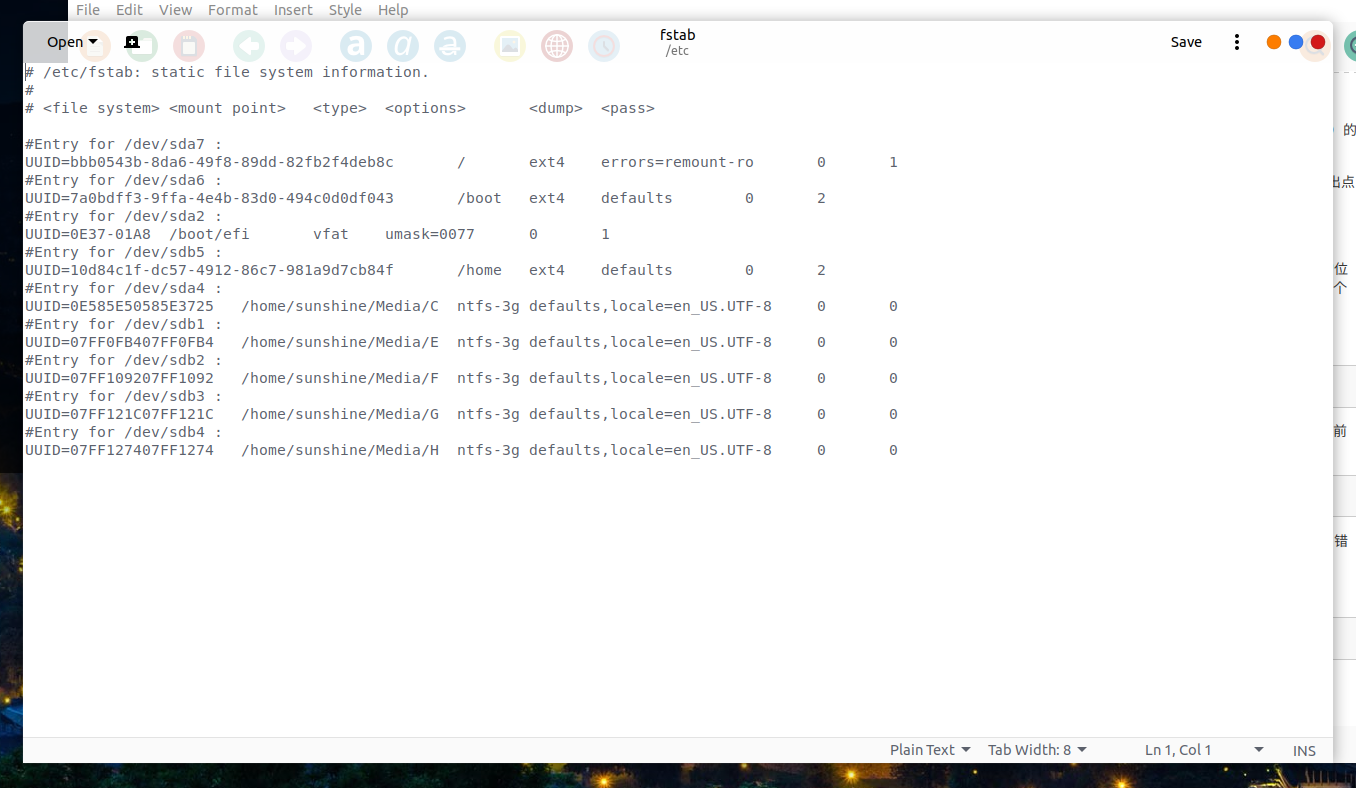 File Edit View Format Insert Style Help
Open
fstab
/etc
Save
# /etc/fstab: static file system information.
#
# <file system> <mount point>   <type>  <options>       <dump>  <pass>
#Entry for /dev/sda7 :
UUID=bbb0543b-8da6-49f8-89dd-82fb2f4deb8c       /       ext4    errors=remount-ro       0       1
#Entry for /dev/sda6 :
UUID=7a0bdff3-9ffa-4e4b-83d0-494c0d0df043       /boot   ext4    defaults        0       2
#Entry for /dev/sda2 :
UUID=0E37-01A8  /boot/efi       vfat    umask=0077      0       1
#Entry for /dev/sdb5 :
UUID=10d84c1f-dc57-4912-86c7-981a9d7cb84f       /home   ext4    defaults        0       2
#Entry for /dev/sda4 :
UUID=0E585E50585E3725   /home/sunshine/Media/C  ntfs-3g defaults,locale=en_US.UTF-8     0       0
#Entry for /dev/sdb1 :
UUID=07FF0FB407FF0FB4   /home/sunshine/Media/E  ntfs-3g defaults,locale=en_US.UTF-8     0       0
#Entry for /dev/sdb2 :
UUID=07FF109207FF1092   /home/sunshine/Media/F  ntfs-3g defaults,locale=en_US.UTF-8     0       0
#Entry for /dev/sdb3 :
UUID=07FF121C07FF121C   /home/sunshine/Media/G  ntfs-3g defaults,locale=en_US.UTF-8     0       0
#Entry for /dev/sdb4 :
UUID=07FF127407FF1274   /home/sunshine/Media/H  ntfs-3g defaults,locale=en_US.UTF-8     0       0
的
出点
位
个
前
错
Plain Text Tab Width: 8 Ln 1, Col 1 INS